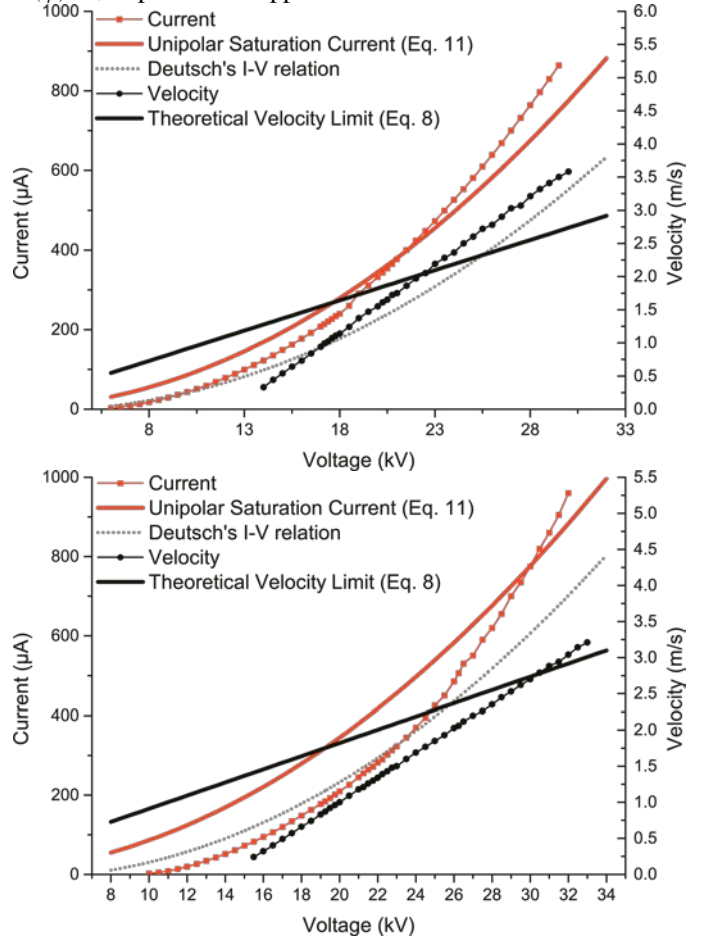 1000
800
600
400
200
0
Current (µA)
Current
Unipolar Saturation Current (Eq. 11)
Deutsch's I-V relation
Velocity
Theoretical Velocity Limit (Eq. 8)
6.0
5.5
5.0
4.5
4.0
3.5
3.0
2.5
2.0
1.5
1.0
0.5
0.0
Velocity (m/s)
8 13 18 23 28 33
Voltage (kV)
1000
800
600
400
200
0
Current (µA)
Current
Unipolar Saturation Current (Eq. 11)
Deutsch's I-V relation
Velocity
Theoretical Velocity Limit (Eq. 8)
5.5
5.0
4.5
4.0
3.5
3.0
2.5
2.0
1.5
1.0
0.5
0.0
Velocity (m/s)
8 10 12 14 16 18 20 22 24 26 28 30 32 34
Voltage (kV)